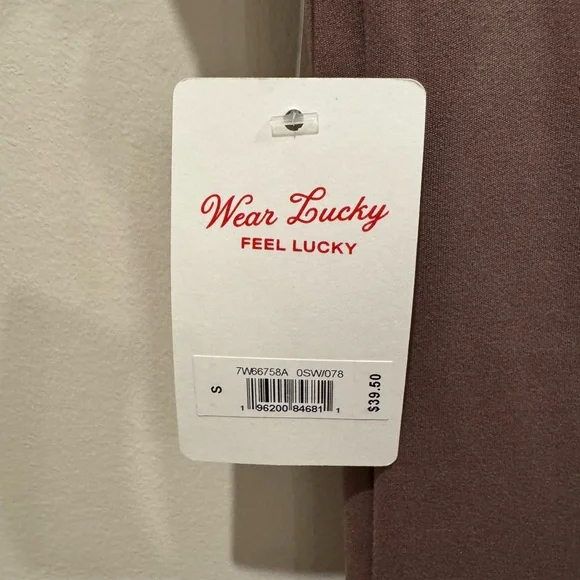 Wear Lucky
FEEL LUCKY
7W66758A 0SW/078
S
1 96200 84681 1
$39.50